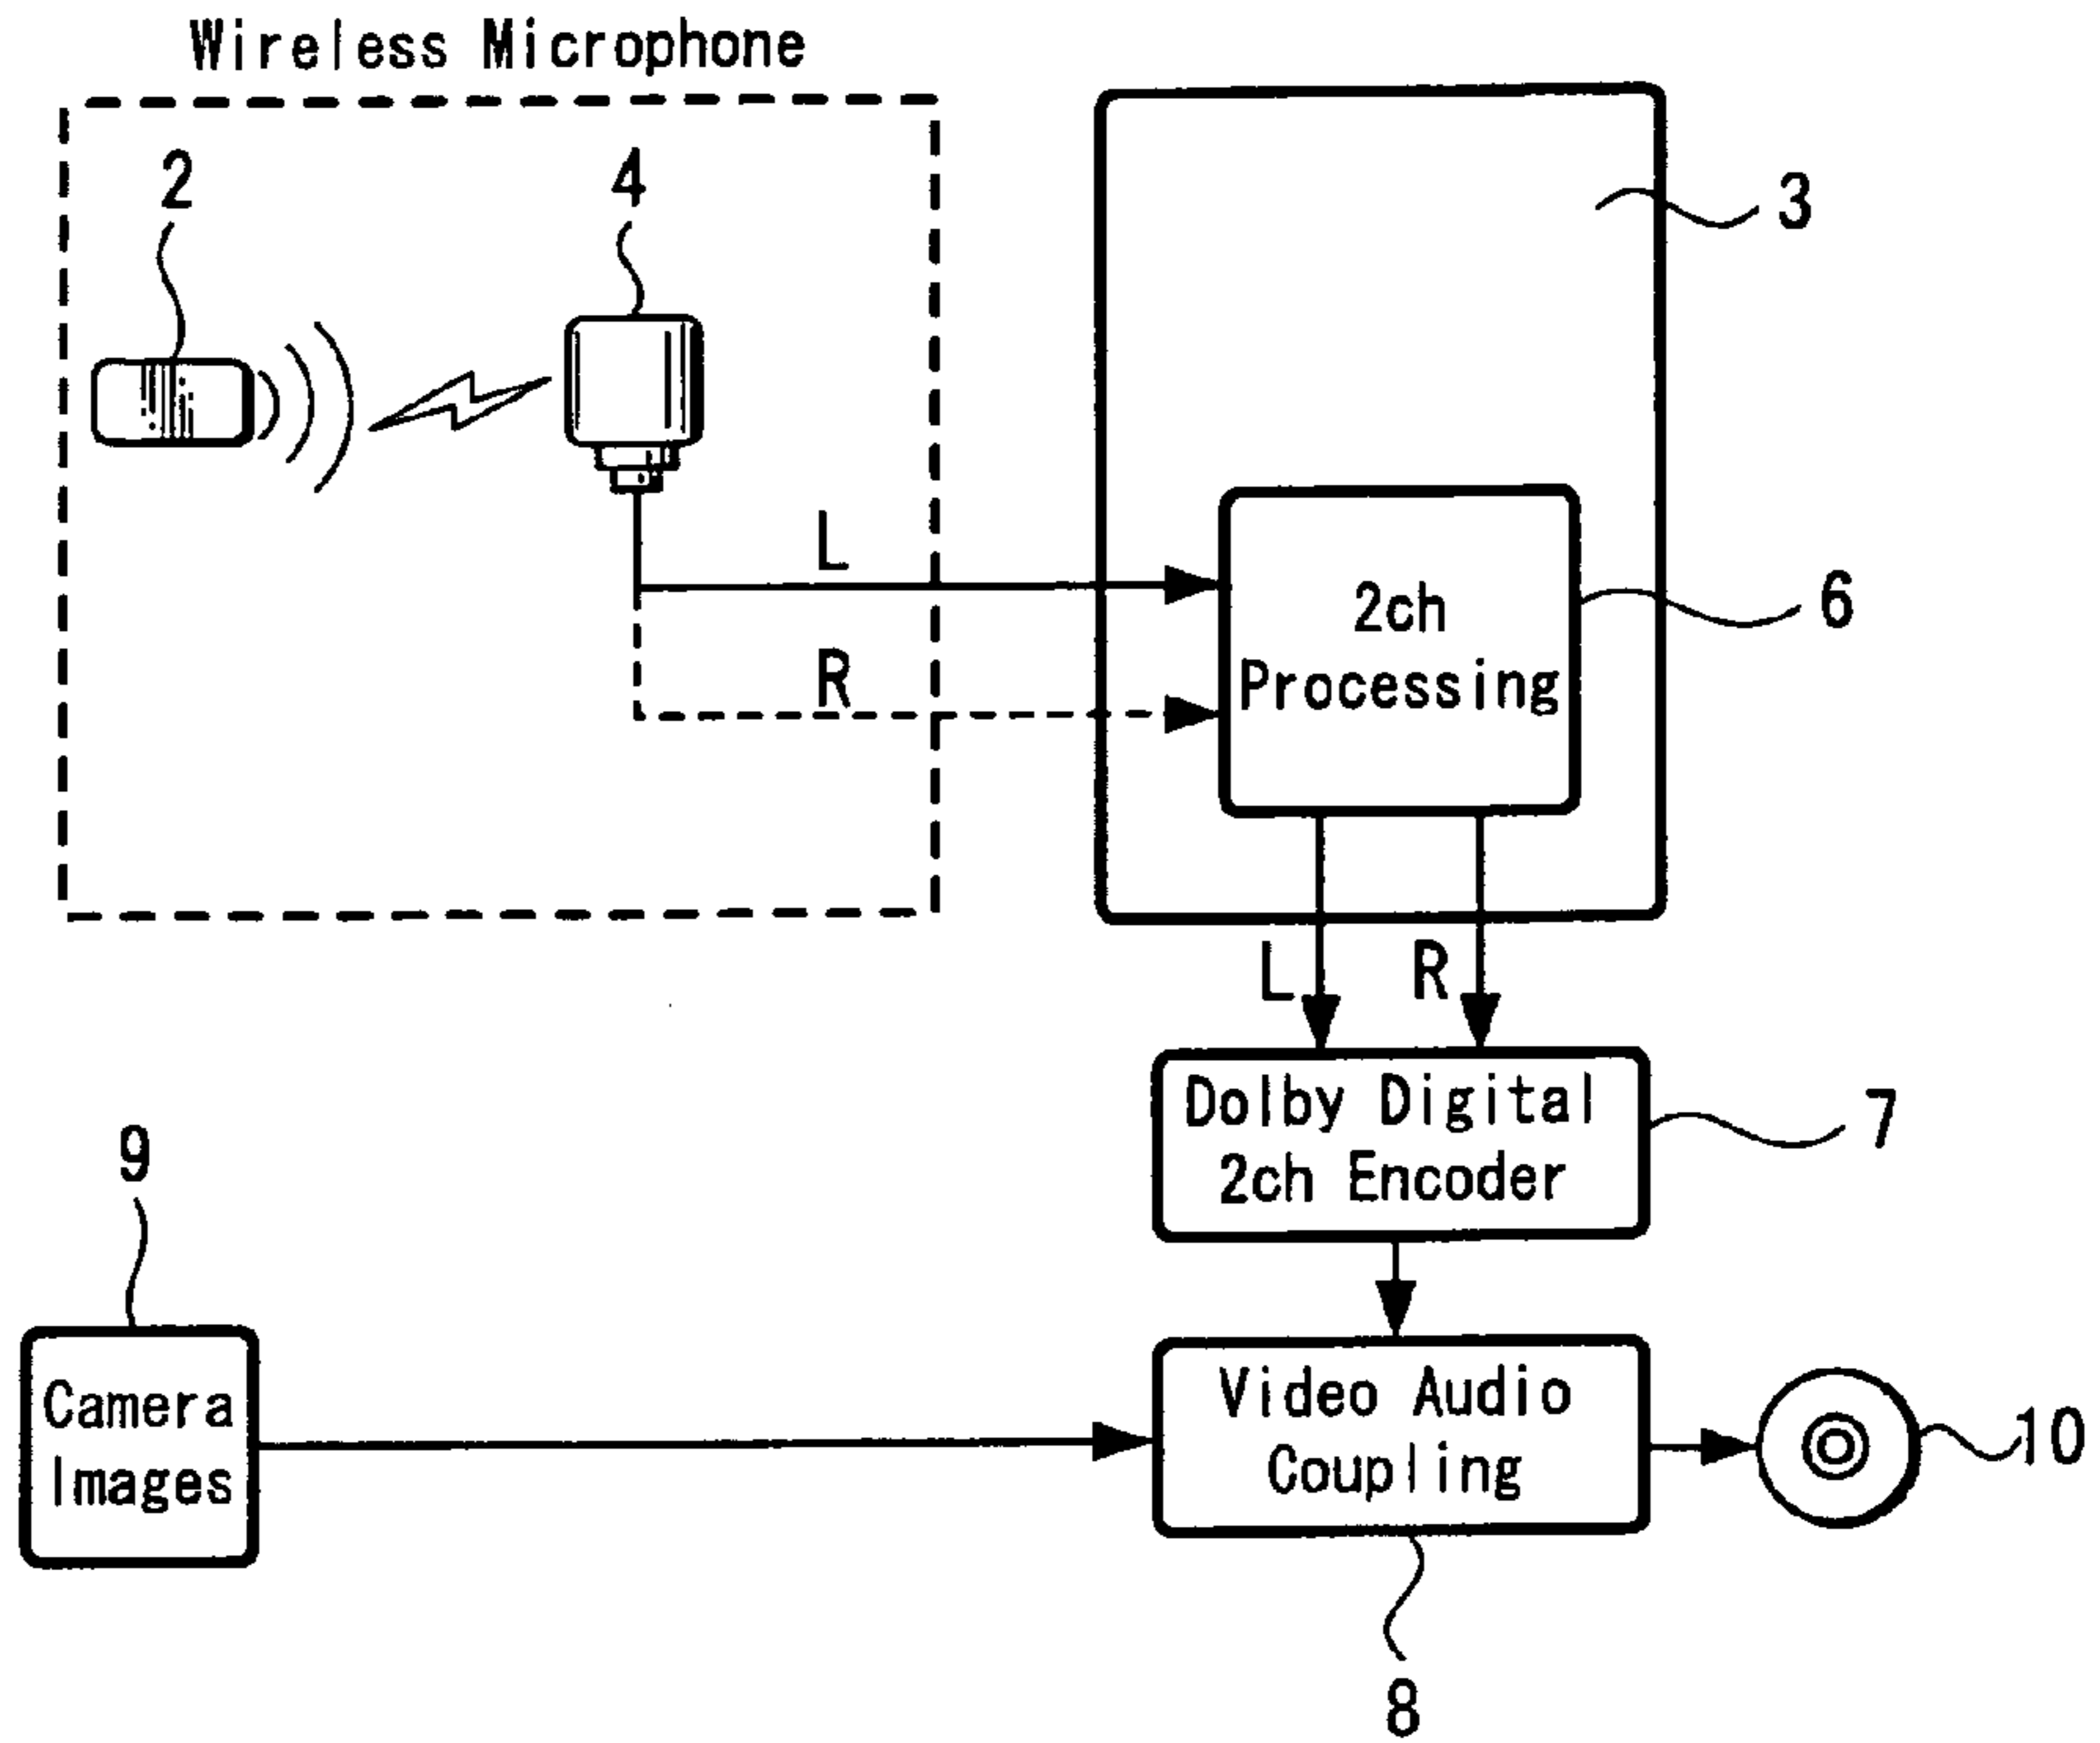 Wireless Microphone
2
4
3
L
R
2ch
Processing
6
L
R
Dolby Digital
2ch Encoder
7
9
Camera
Images
Video Audio
Coupling
10
8